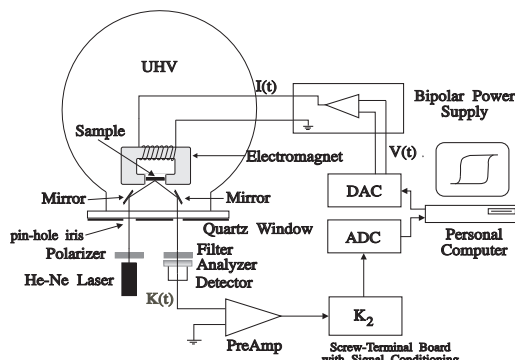 UHV
I(t)
Bipolar Power
Supply
Sample
Electromagnet
V(t)
Mirror
Mirror
DAC
Quartz Window
pin-hole iris
ADC
Personal
Computer
Polarizer
Filter
Analyzer
He-Ne Laser
Detector
K(t)
K2
PreAmp
Screw-Terminal Board
with Signal Conditioning